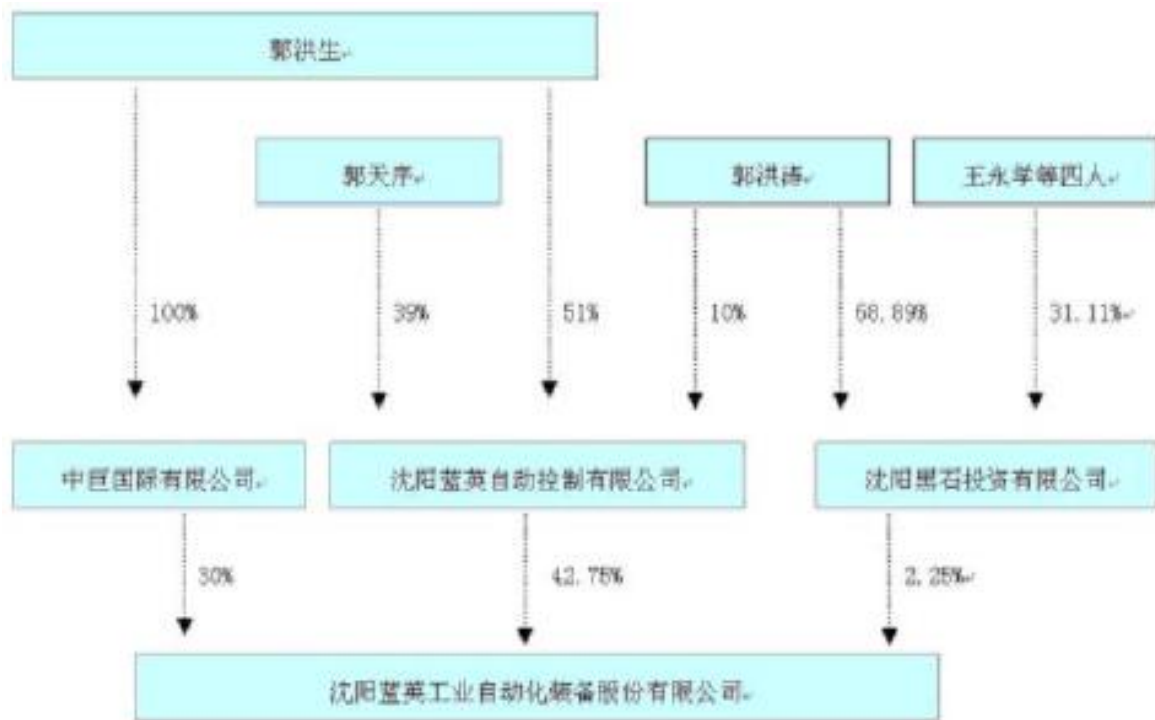 郭洪生
郭天序
郭洪涛
王永学等四人
100%
39%
51%
10%
68.89%
31.11%
中巨国际有限公司
沈阳蓝英自动控制有限公司
沈阳黑石投资有限公司
30%
42.75%
2.25%
沈阳蓝英工业自动化装备股份有限公司